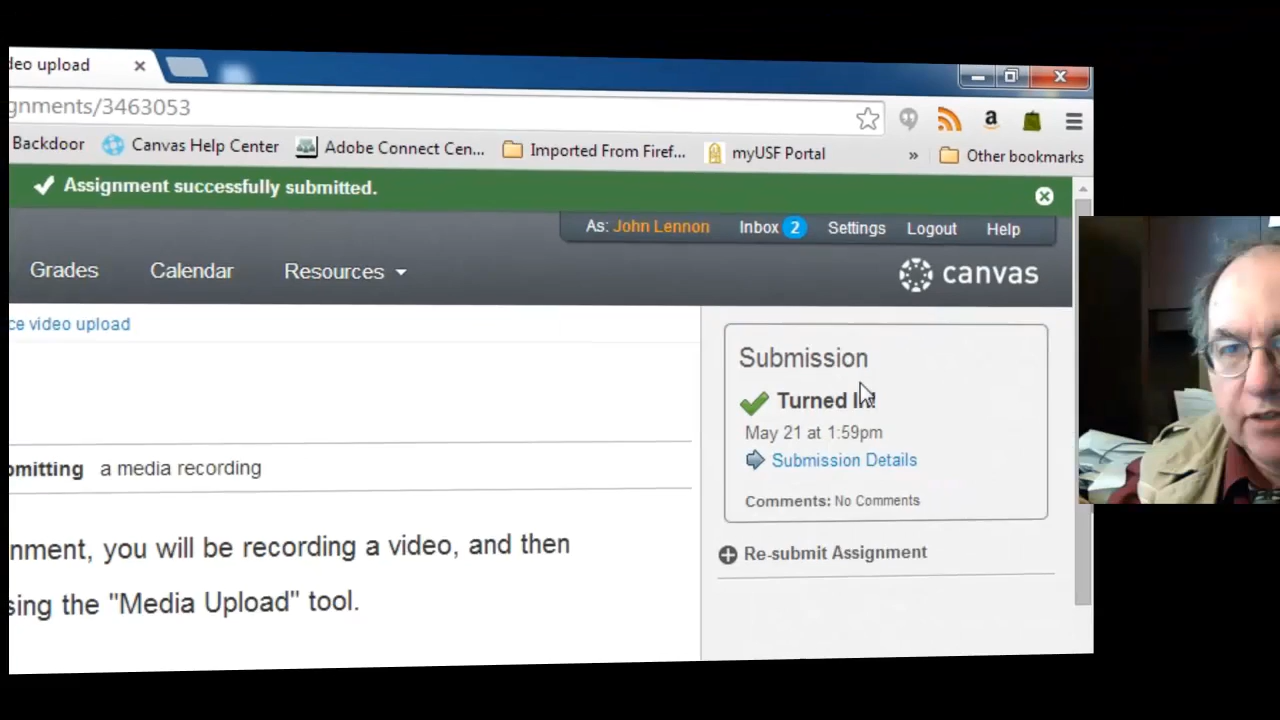 deo upload
gnments/3463053
Backdoor Canvas Help Center Adobe Connect Cen... Imported From Firef... myUSF Portal » Other bookmarks
Assignment successfully submitted.
As: John Lennon Inbox 2 Settings Logout Help
Grades Calendar Resources
canvas
ce video upload
Submission
Turned In!
May 21 at 1:59pm
Submission Details
omitting a media recording
Comments: No Comments
nment, you will be recording a video, and then
Re-submit Assignment
sing the "Media Upload" tool.